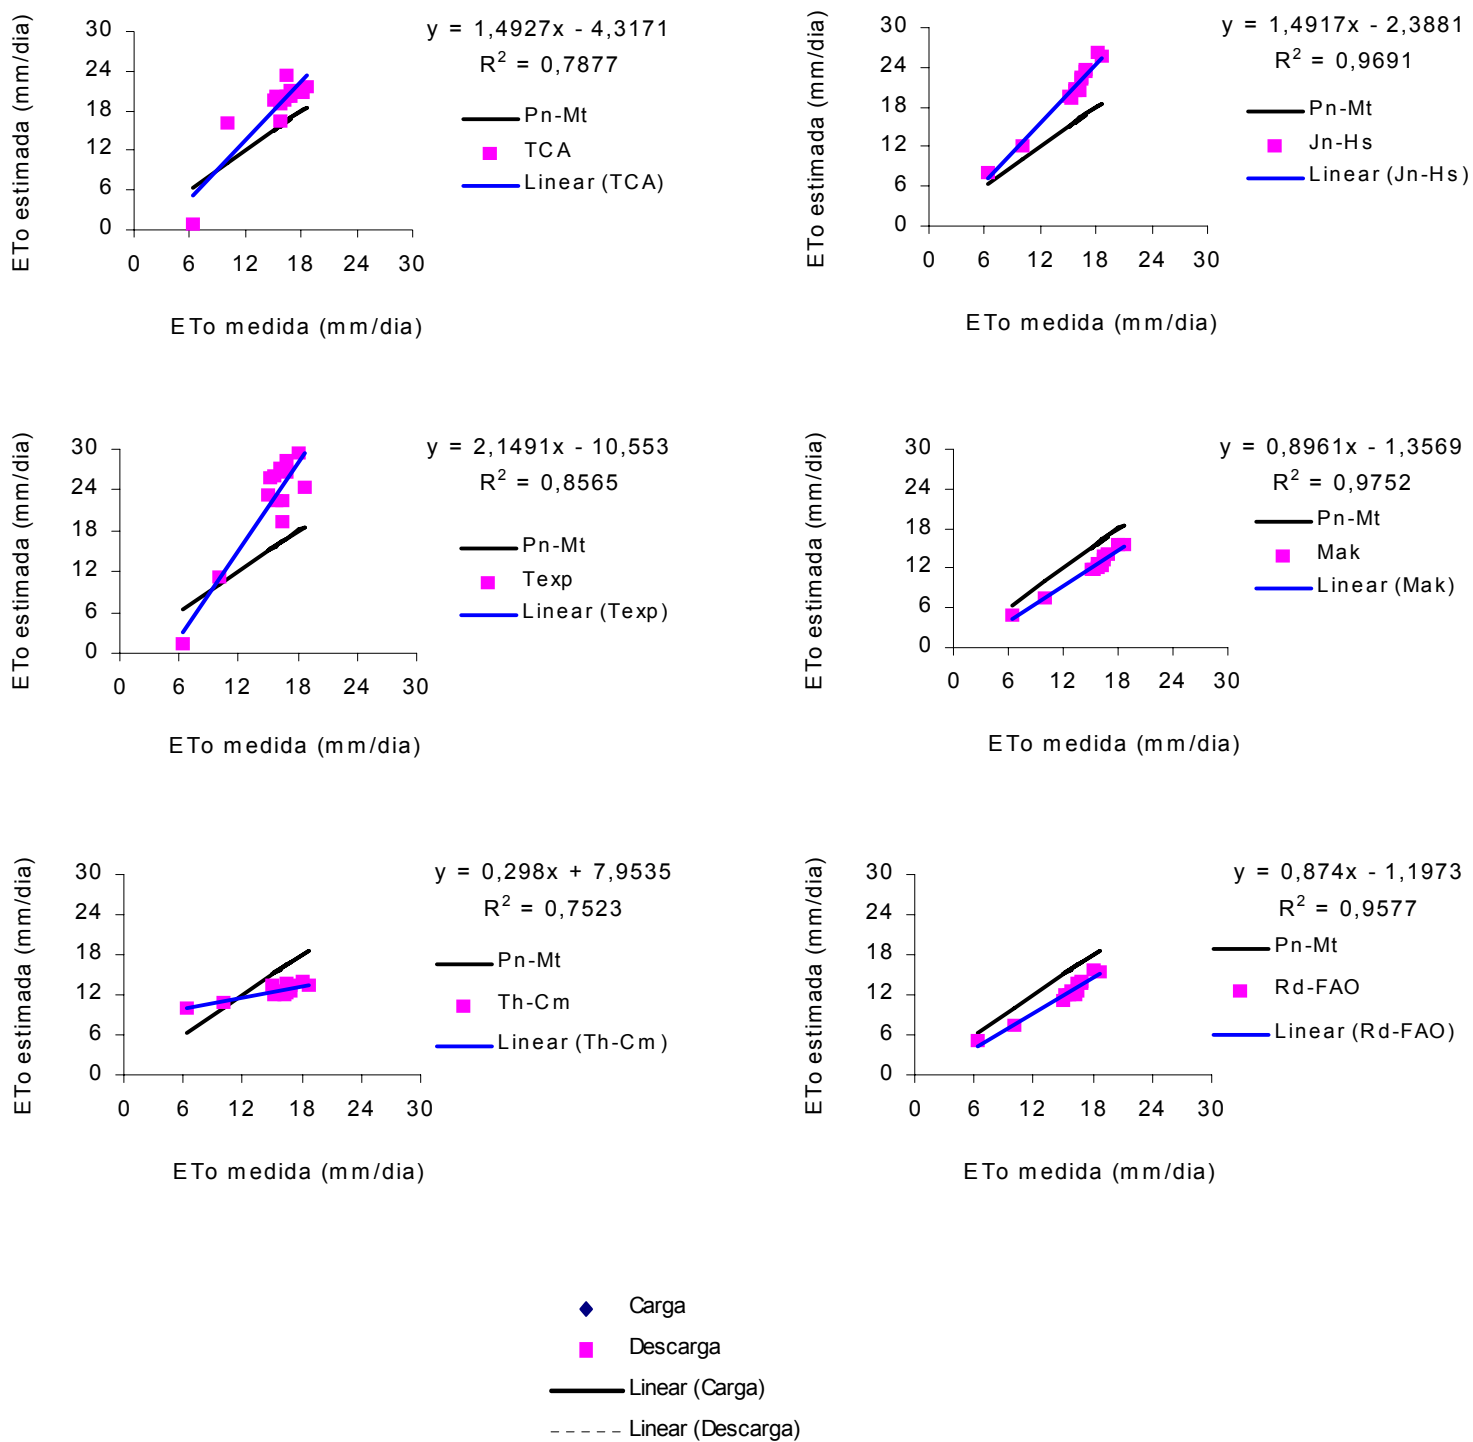 y = 1,4927x - 4,3171
R² = 0,7877
Pn-Mt
TCA
Linear (TCA)
ETo estimada (mm/dia)
30
24
18
12
6
0
0 6 12 18 24 30
ETo medida (mm/dia)
y = 1,4917x - 2,3881
R² = 0,9691
Pn-Mt
Jn-Hs
Linear (Jn-Hs)
ETo estimada (mm/dia)
30
24
18
12
6
0
0 6 12 18 24 30
ETo medida (mm/dia)
y = 2,1491x - 10,553
R² = 0,8565
Pn-Mt
Texp
Linear (Texp)
ETo estimada (mm/dia)
30
24
18
12
6
0
0 6 12 18 24 30
ETo medida (mm/dia)
y = 0,8961x - 1,3569
R² = 0,9752
Pn-Mt
Mak
Linear (Mak)
ETo estimada (mm/dia)
30
24
18
12
6
0
0 6 12 18 24 30
ETo medida (mm/dia)
y = 0,298x + 7,9535
R² = 0,7523
Pn-Mt
Th-Cm
Linear (Th-Cm)
ETo estimada (mm/dia)
30
24
18
12
6
0
0 6 12 18 24 30
ETo medida (mm/dia)
y = 0,874x - 1,1973
R² = 0,9577
Pn-Mt
Rd-FAO
Linear (Rd-FAO)
ETo estimada (mm/dia)
30
24
18
12
6
0
0 6 12 18 24 30
ETo medida (mm/dia)
Carga
Descarga
Linear (Carga)
Linear (Descarga)